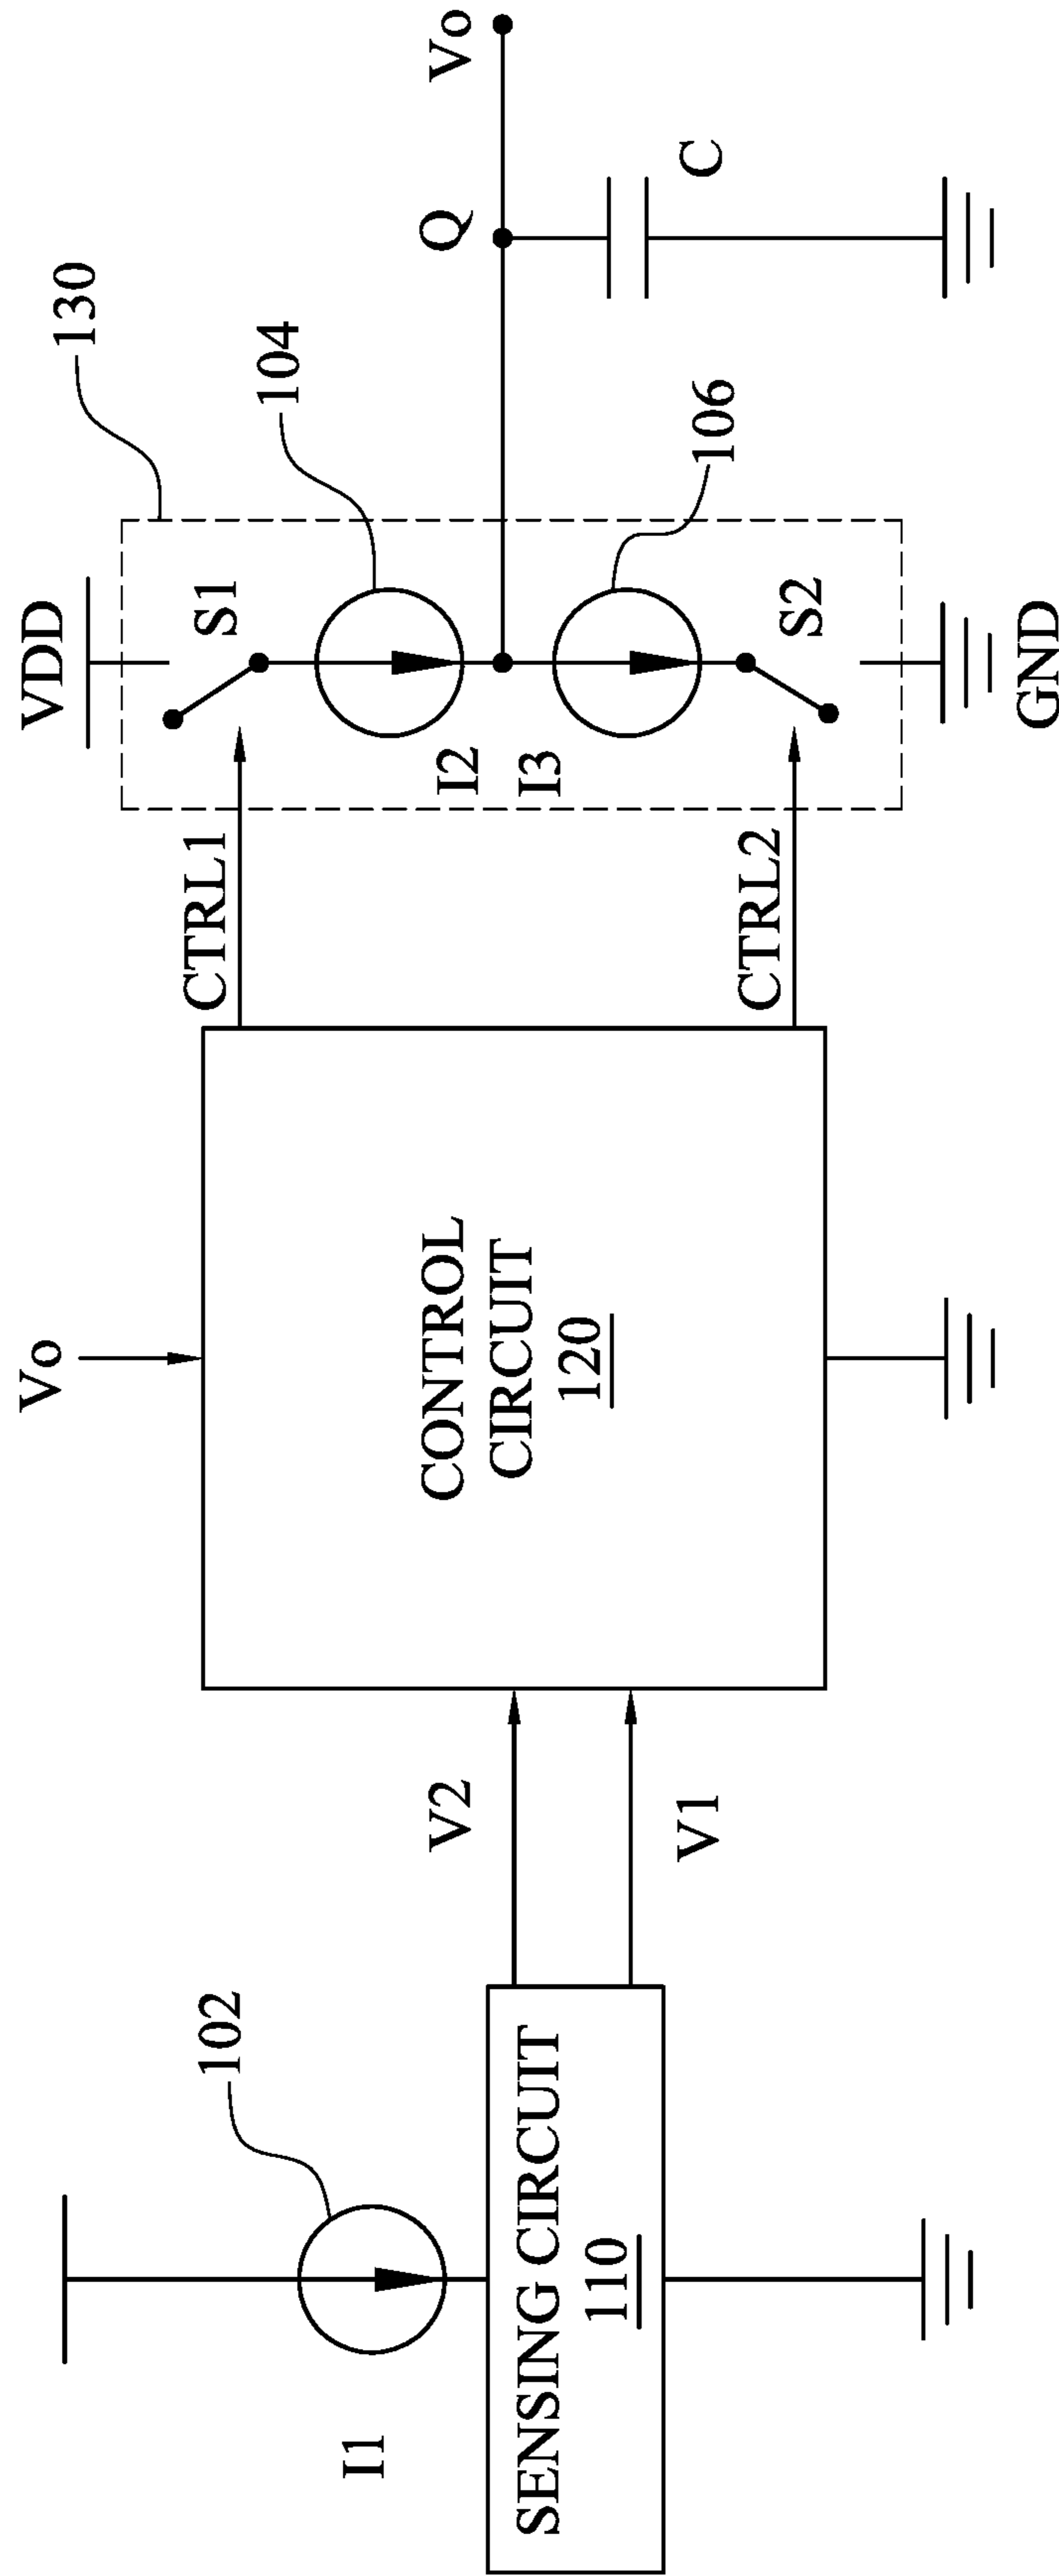 I1
102
SENSING CIRCUIT
110
V2
V1
Vo
CONTROL
CIRCUIT
120
CTRL1
CTRL2
VDD
S1
130
104
I2
I3
106
S2
GND
Q
C
Vo